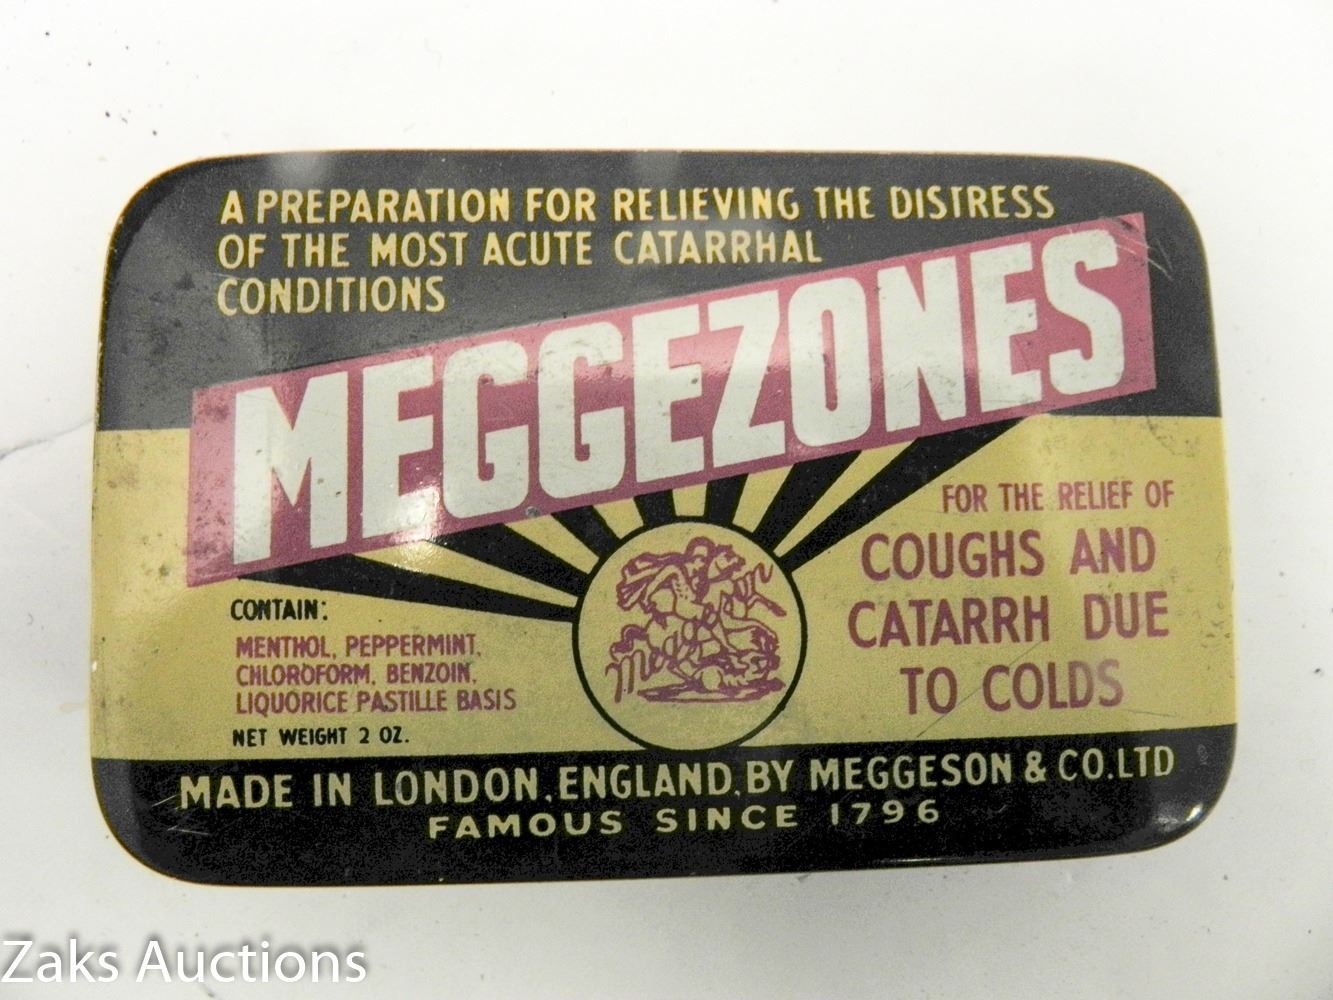 A PREPARATION FOR RELIEVING THE DISTRESS
OF THE MOST ACUTE CATARRHAL
CONDITIONS
MEGGEZONES
FOR THE RELIEF OF
COUGHS AND
CATARRH DUE
TO COLDS
CONTAIN:
MENTHOL, PEPPERMINT,
CHLOROFORM, BENZOIN,
LIQUORICE PASTILLE BASIS
NET WEIGHT 2 OZ.
MADE IN LONDON, ENGLAND, BY MEGGESON & CO. LTD
FAMOUS SINCE 1796
Zaks Auctions